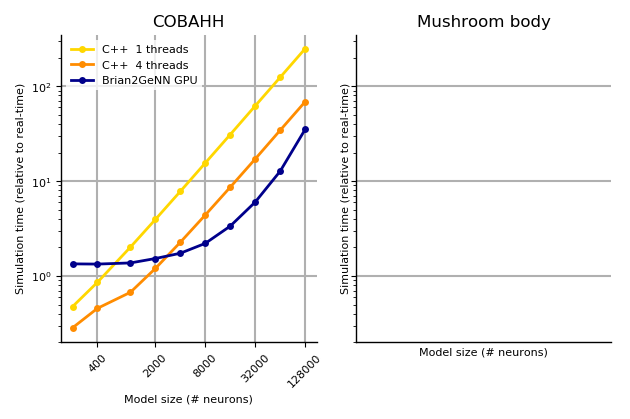 COBAHH
Mushroom body
C++ 1 threads
C++ 4 threads
Brian2GeNN GPU
Simulation time (relative to real-time)
10²
10¹
10⁰
400
2000
8000
32000
128000
Model size (# neurons)
Simulation time (relative to real-time)
Model size (# neurons)